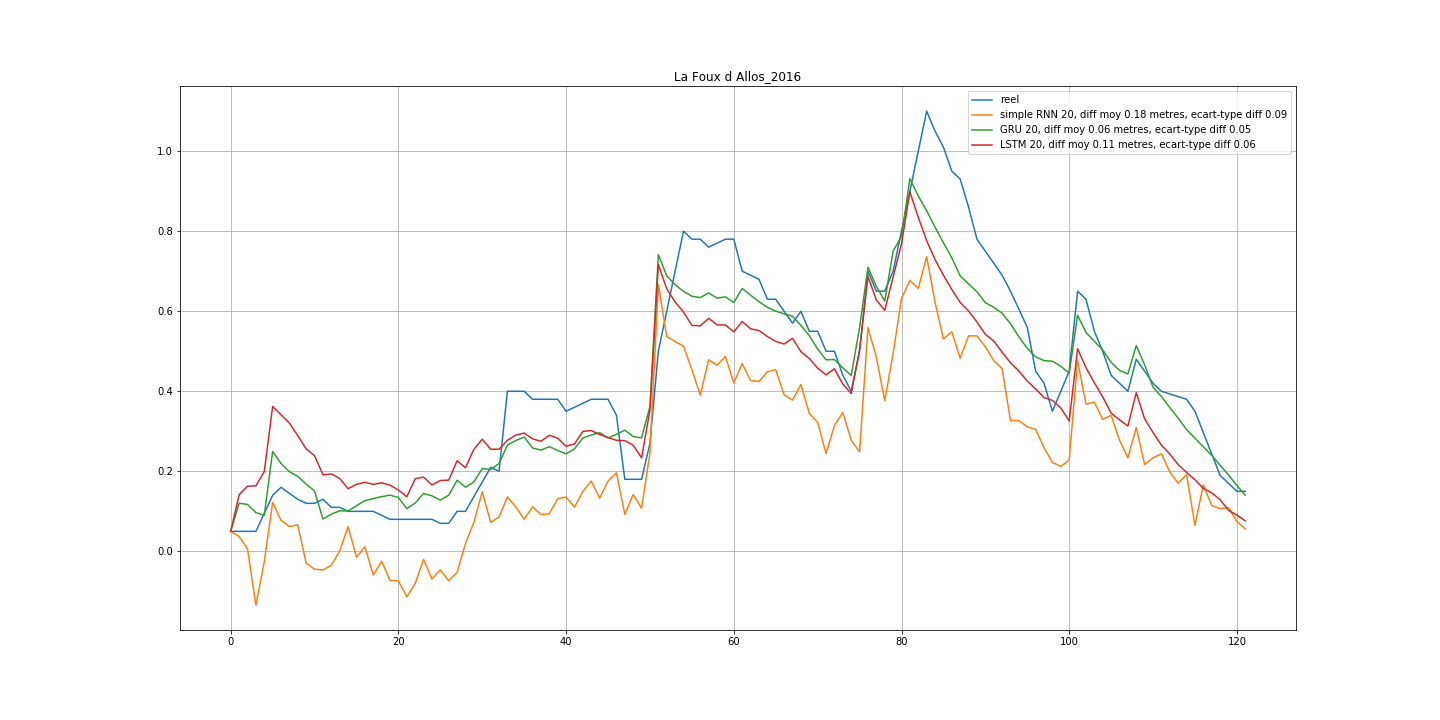 La Foux d Allos_2016
reel
simple RNN 20, diff moy 0.18 metres, ecart-type diff 0.09
GRU 20, diff moy 0.06 metres, ecart-type diff 0.05
LSTM 20, diff moy 0.11 metres, ecart-type diff 0.06
1.0
0.8
0.6
0.4
0.2
0.0
0 20 40 60 80 100 120